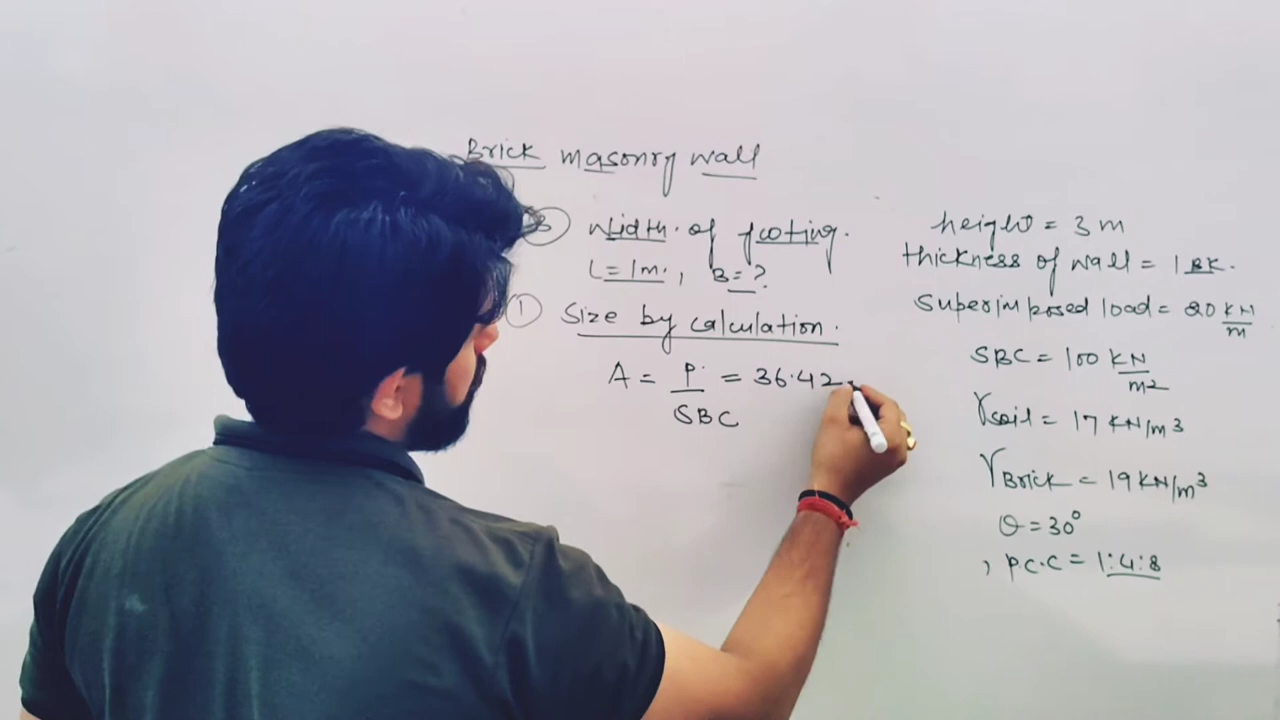 Brick masonry wall
Width of footing.
L = 1m., B = ?
① Size by calculation.
A = P / SBC = 36.42
height = 3 m
thickness of wall = 1 BK.
Superimposed load = 20 KN/m
SBC = 100 KN/m2
γsoil = 17 KN/m3
γBrick = 19 KN/m3
θ = 30°
, P.C.C = 1:4:8